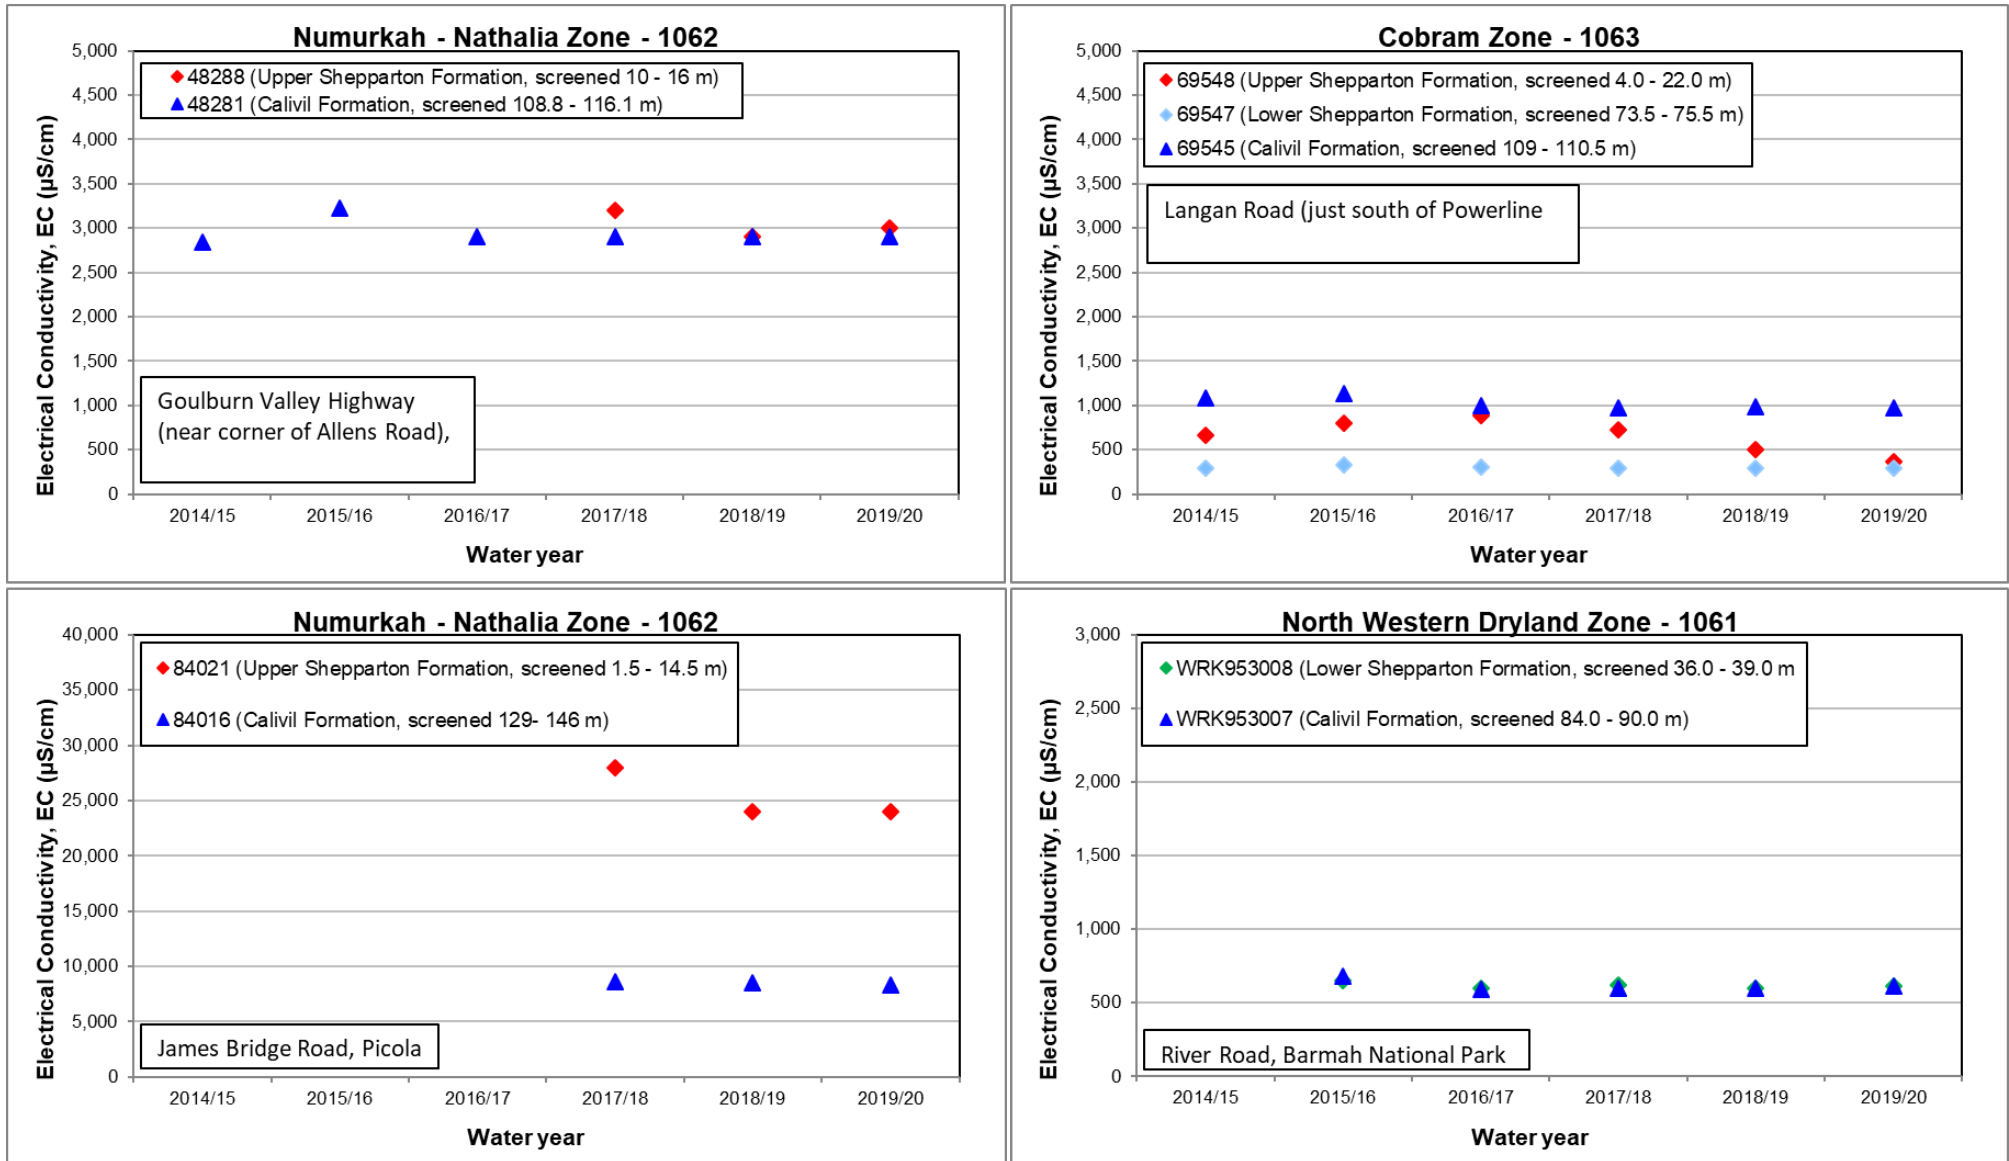 Numurkah - Nathalia Zone - 1062
5,000
4,500
4,000
3,500
3,000
2,500
2,000
1,500
1,000
500
0
Electrical Conductivity, EC (µS/cm)
48288 (Upper Shepparton Formation, screened 10 - 16 m)
48281 (Calivil Formation, screened 108.8 - 116.1 m)
Goulburn Valley Highway
(near corner of Allens Road),
2014/15 2015/16 2016/17 2017/18 2018/19 2019/20
Water year
Cobram Zone - 1063
5,000
4,500
4,000
3,500
3,000
2,500
2,000
1,500
1,000
500
0
Electrical Conductivity, EC (µS/cm)
69548 (Upper Shepparton Formation, screened 4.0 - 22.0 m)
69547 (Lower Shepparton Formation, screened 73.5 - 75.5 m)
69545 (Calivil Formation, screened 109 - 110.5 m)
Langan Road (just south of Powerline
2014/15 2015/16 2016/17 2017/18 2018/19 2019/20
Water year
Numurkah - Nathalia Zone - 1062
40,000
35,000
30,000
25,000
20,000
15,000
10,000
5,000
0
Electrical Conductivity, EC (µS/cm)
84021 (Upper Shepparton Formation, screened 1.5 - 14.5 m)
84016 (Calivil Formation, screened 129- 146 m)
James Bridge Road, Picola
2014/15 2015/16 2016/17 2017/18 2018/19 2019/20
Water year
North Western Dryland Zone - 1061
3,000
2,500
2,000
1,500
1,000
500
0
Electrical Conductivity, EC (µS/cm)
WRK953008 (Lower Shepparton Formation, screened 36.0 - 39.0 m
WRK953007 (Calivil Formation, screened 84.0 - 90.0 m)
River Road, Barmah National Park
2014/15 2015/16 2016/17 2017/18 2018/19 2019/20
Water year